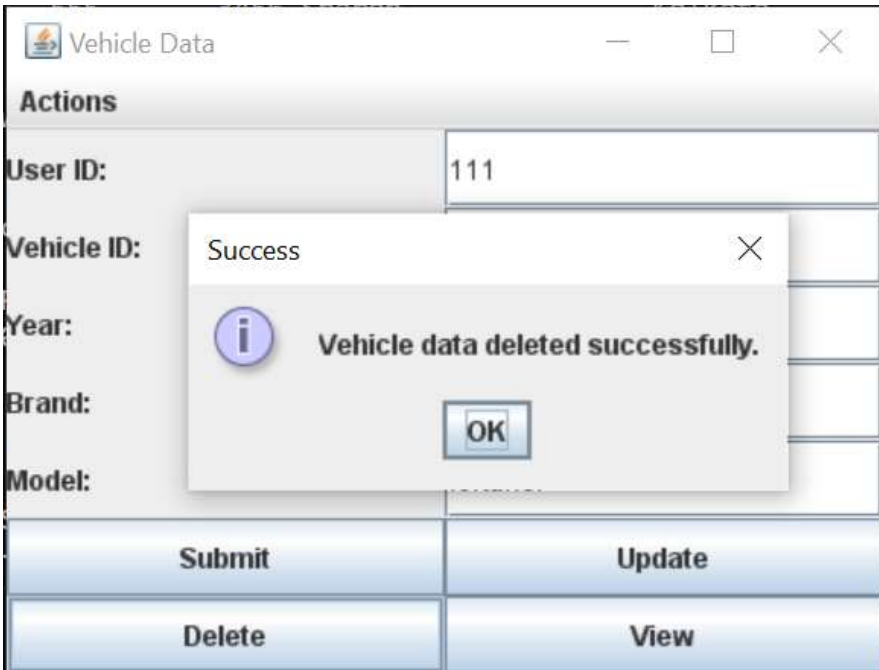 Vehicle Data
Actions
User ID:
111
Vehicle ID:
Success
Year:
Vehicle data deleted successfully.
Brand:
OK
Model:
Submit
Update
Delete
View